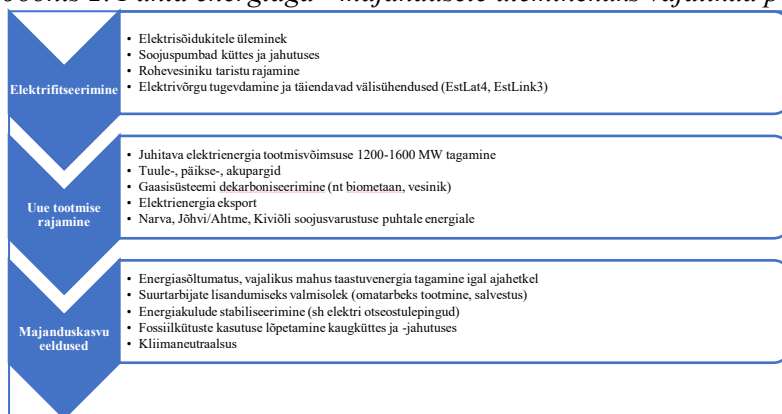 Elektrifitseerimine
• Elektrisõidukitele üleminek
• Soojuspumbad küttes ja jahutuses
• Rohevesiniku taristu rajamine
• Elektrivõrgu tugevdamine ja täiendavad välisühendused (EstLat4, EstLink3)
Uue tootmise
rajamine
• Juhitava elektrienergia tootmisvõimsuse 1200-1600 MW tagamine
• Tuule-, päikse-, akupargid
• Gaasisüsteemi dekarboniseerimine (nt biometaan, vesinik)
• Elektrienergia eksport
• Narva, Jõhvi/Ahtme, Kiviõli soojusvarustuse puhtale energiale
Majanduskasvu
eeldused
• Energiasõltumatus, vajalikus mahus taastuvenergia tagamine igal ajahetkel
• Suurtarbijate lisandumiseks valmisolek (omatarbeks tootmine, salvestus)
• Energiakulude stabiliseerimine (sh elektri otseostulepingud)
• Fossiilkütuste kasutuse lõpetamine kaugküttes ja -jahutuses
• Kliimaneutraalsus